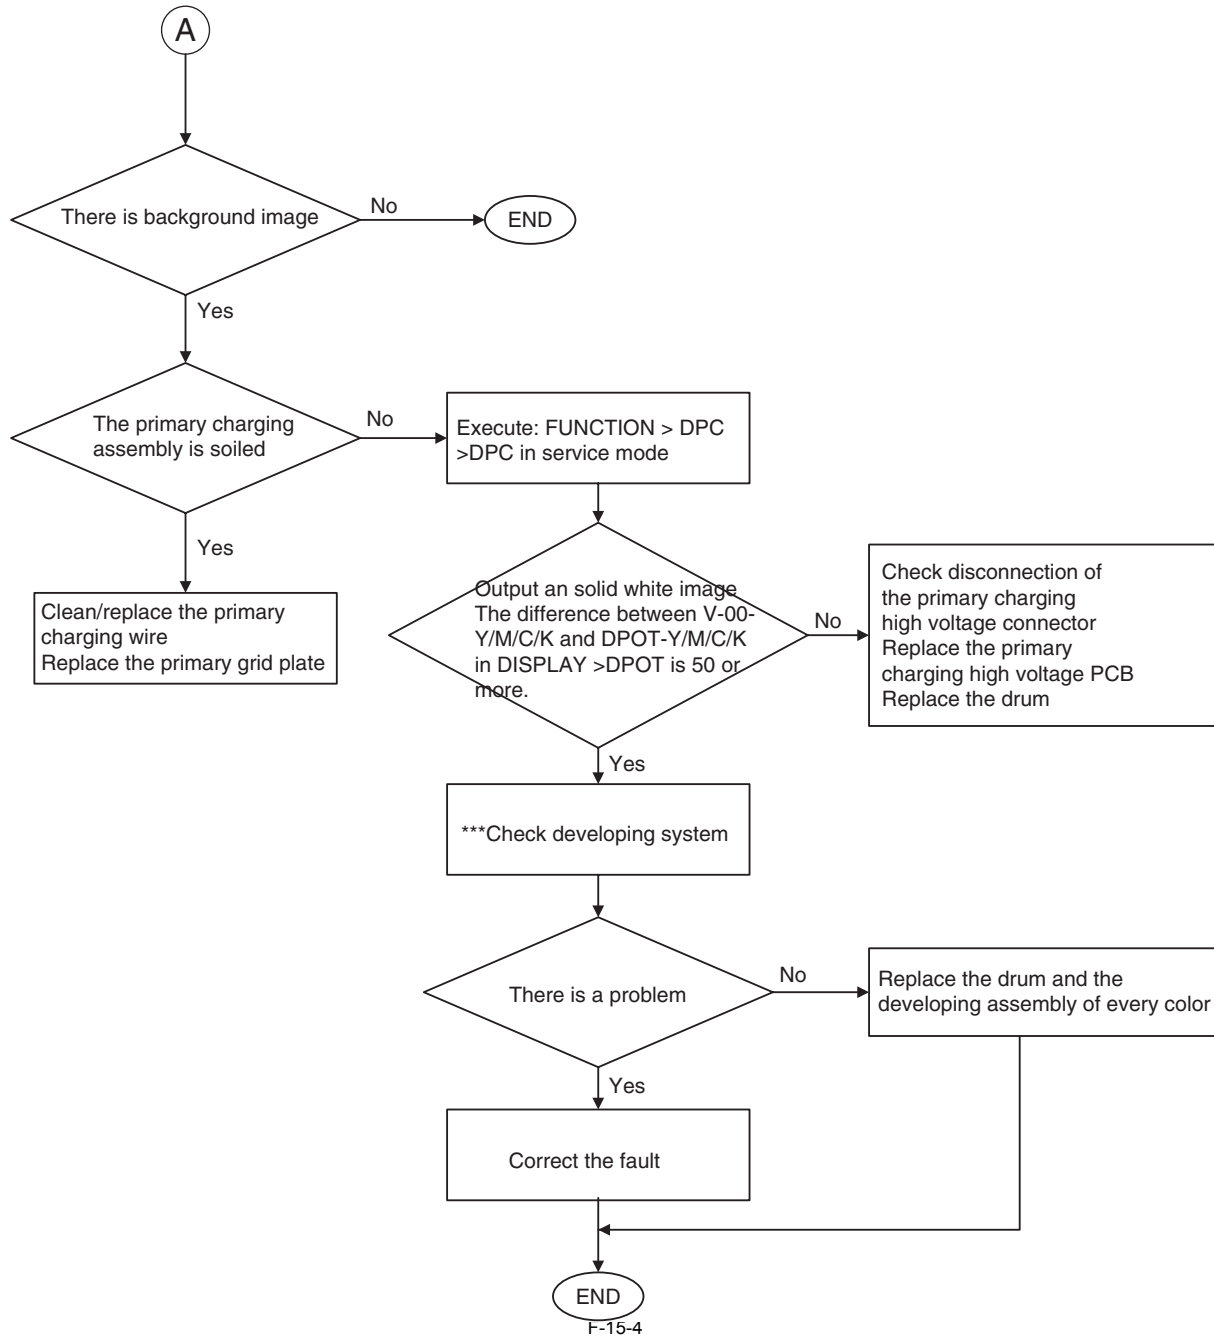 A
There is background image
No
END
Yes
The primary charging
assembly is soiled
No
Execute: FUNCTION > DPC
>DPC in service mode
Yes
Clean/replace the primary
charging wire
Replace the primary grid plate
Output an solid white image
The difference between V-00-
Y/M/C/K and DPOT-Y/M/C/K
in DISPLAY >DPOT is 50 or
more.
No
Check disconnection of
the primary charging
high voltage connector
Replace the primary
charging high voltage PCB
Replace the drum
Yes
***Check developing system
There is a problem
No
Replace the drum and the
developing assembly of every color
Yes
Correct the fault
END
F-15-4